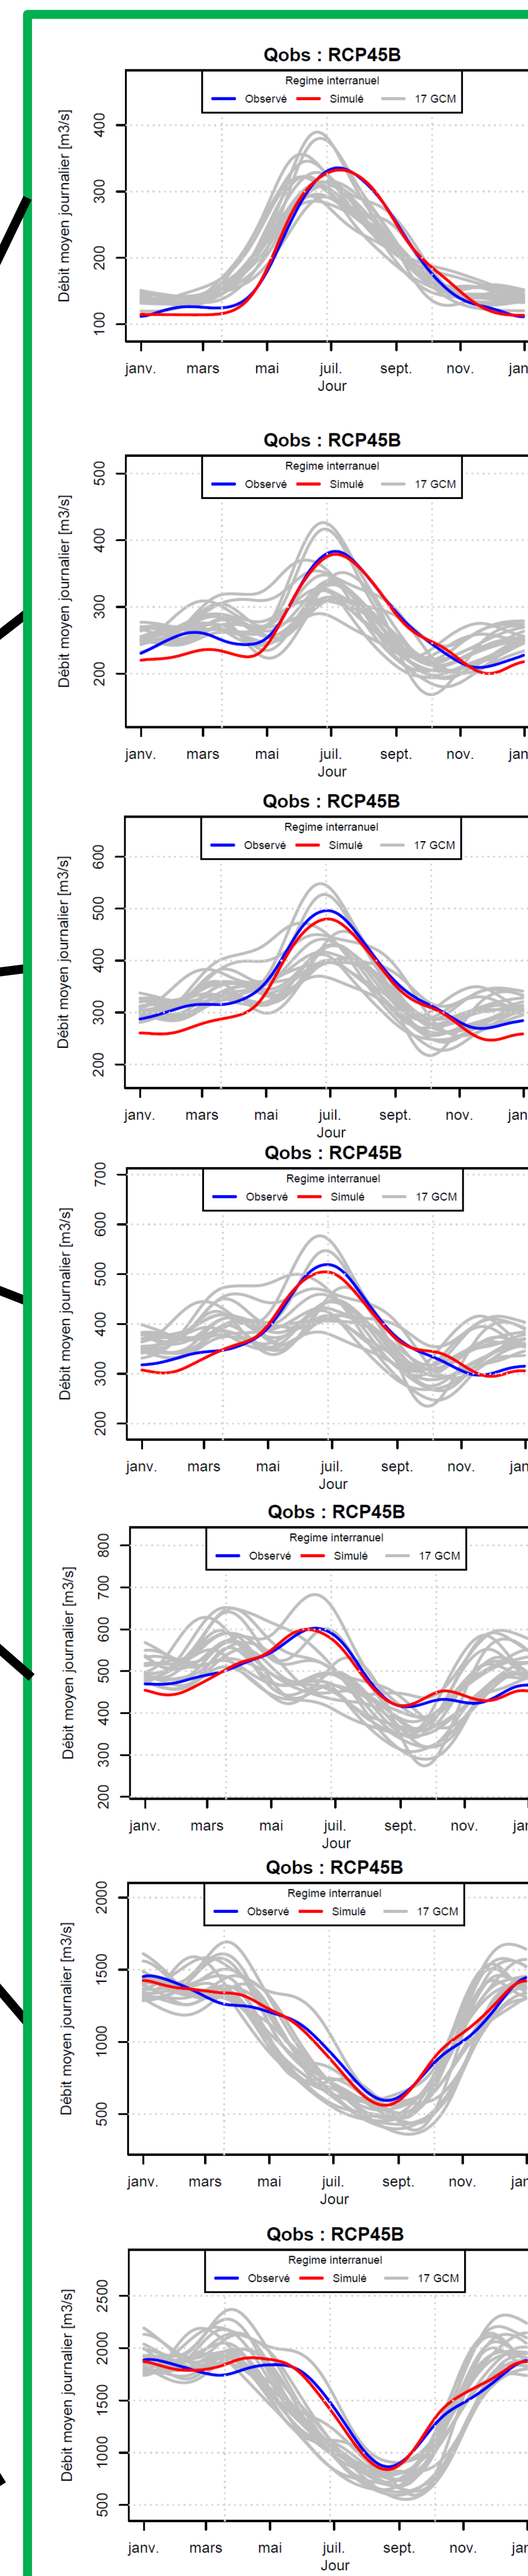 Qobs : RCP45B
Regime interranuel
Observé Simulé 17 GCM
Débit moyen journalier [m3/s]
400
300
200
100
janv. mars mai juil. sept. nov. jan
Jour
Qobs : RCP45B
Regime interranuel
Observé Simulé 17 GCM
Débit moyen journalier [m3/s]
500
400
300
200
janv. mars mai juil. sept. nov. jan
Jour
Qobs : RCP45B
Regime interranuel
Observé Simulé 17 GCM
Débit moyen journalier [m3/s]
600
500
400
300
200
janv. mars mai juil. sept. nov. jan
Jour
Qobs : RCP45B
Regime interranuel
Observé Simulé 17 GCM
Débit moyen journalier [m3/s]
700
600
500
400
300
200
janv. mars mai juil. sept. nov. jan
Jour
Qobs : RCP45B
Regime interranuel
Observé Simulé 17 GCM
Débit moyen journalier [m3/s]
800
700
600
500
400
300
200
janv. mars mai juil. sept. nov. jar
Jour
Qobs : RCP45B
Regime interranuel
Observé Simulé 17 GCM
Débit moyen journalier [m3/s]
2000
1500
1000
500
janv. mars mai juil. sept. nov. jan
Jour
Qobs : RCP45B
Regime interranuel
Observé Simulé 17 GCM
Débit moyen journalier [m3/s]
2500
2000
1500
1000
500
janv. mars mai juil. sept. nov. jan
Jour